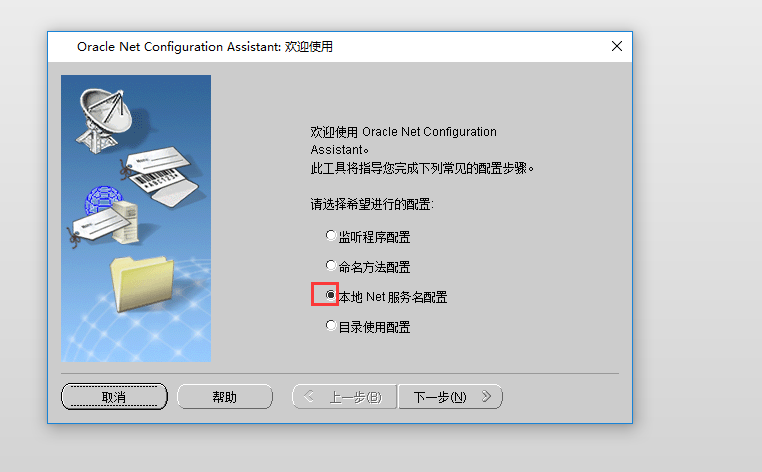 Oracle Net Configuration Assistant: 欢迎使用
欢迎使用 Oracle Net Configuration
Assistant。
此工具将指导您完成下列常见的配置步骤。
请选择希望进行的配置:
监听程序配置
命名方法配置
本地 Net 服务名配置
目录使用配置
取消
帮助
上一步(B)
下一步(N)